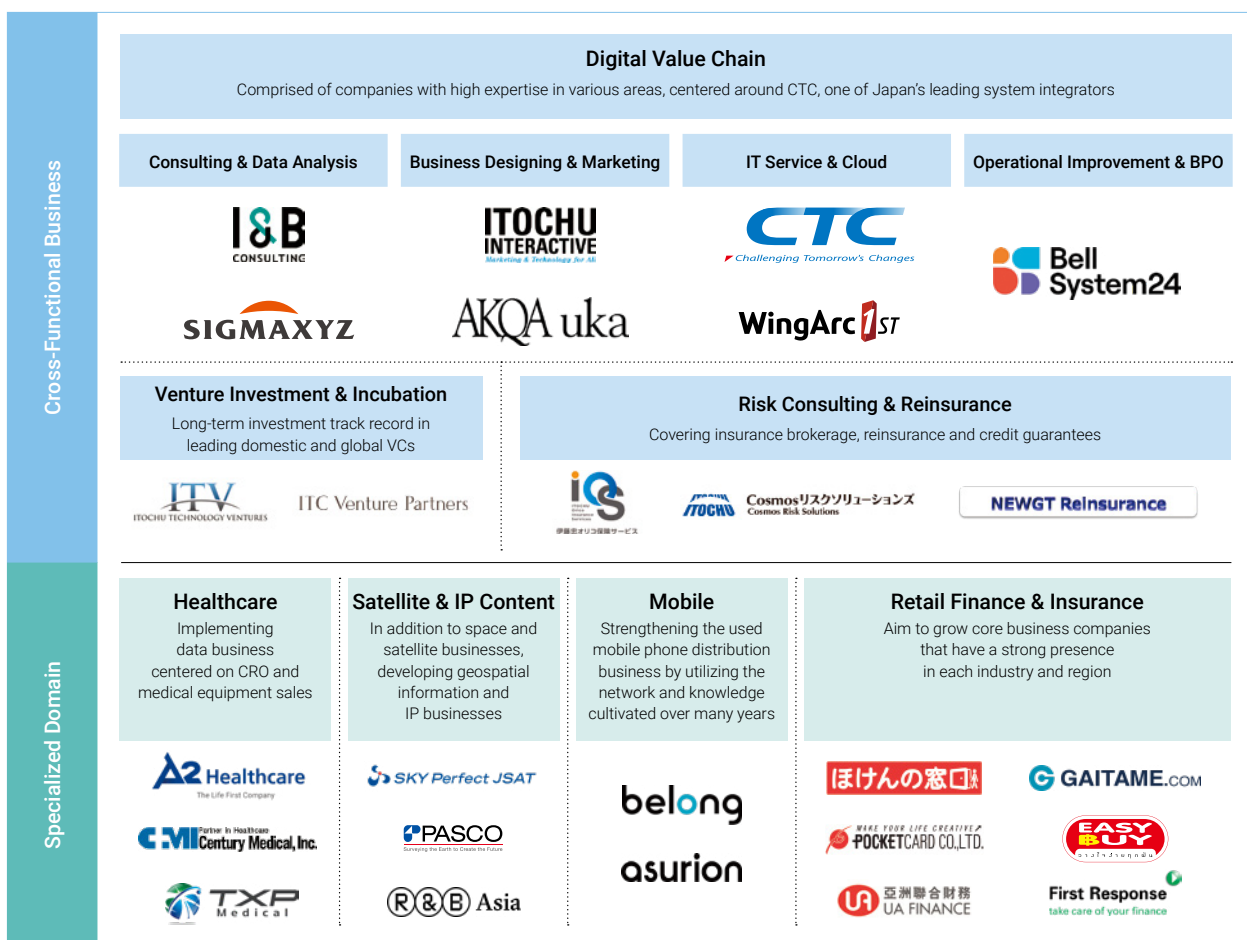 Cross-Functional Business
Digital Value Chain
Comprised of companies with high expertise in various areas, centered around CTC, one of Japan's leading system integrators
Consulting & Data Analysis
I&B
CONSULTING
SIGMAXYZ
Business Designing & Marketing
ITOCHU
INTERACTIVE
Marketing & Technology for All
AKQA uka
IT Service & Cloud
CTC
Challenging Tomorrow's Changes
WingArc1ST
Operational Improvement & BPO
Bell
System24
Venture Investment & Incubation
Long-term investment track record in
leading domestic and global VCs
ITV
ITOCHU TECHNOLOGY VENTURES
ITC Venture Partners
Risk Consulting & Reinsurance
Covering insurance brokerage, reinsurance and credit guarantees
iOS
伊藤忠オリコ保険サービス
ITOCHU
Cosmosリスクソリューションズ
Cosmos Risk Solutions
NEWGT Reinsurance
Specialized Domain
Healthcare
Implementing
data business
centered on CRO and
medical equipment sales
A2 Healthcare
The Life First Company
CMI
Partner in Healthcare
Century Medical, Inc.
TXP
Medical
Satellite & IP Content
In addition to space and
satellite businesses,
developing geospatial
information and
IP businesses
SKY Perfect JSAT
PASCO
Surveying the Earth to Create the Future
R&B Asia
Mobile
Strengthening the used
mobile phone distribution
business by utilizing the
network and knowledge
cultivated over many years
belong
asurion
Retail Finance & Insurance
Aim to grow core business companies
that have a strong presence
in each industry and region
ほけんの窓口
GAITAME.COM
MAKE YOUR LIFE CREATIVE!
POCKETCARD CO.,LTD.
EASY
BUY
UA
亞洲聯合財務
UA FINANCE
First Response
take care of your finance